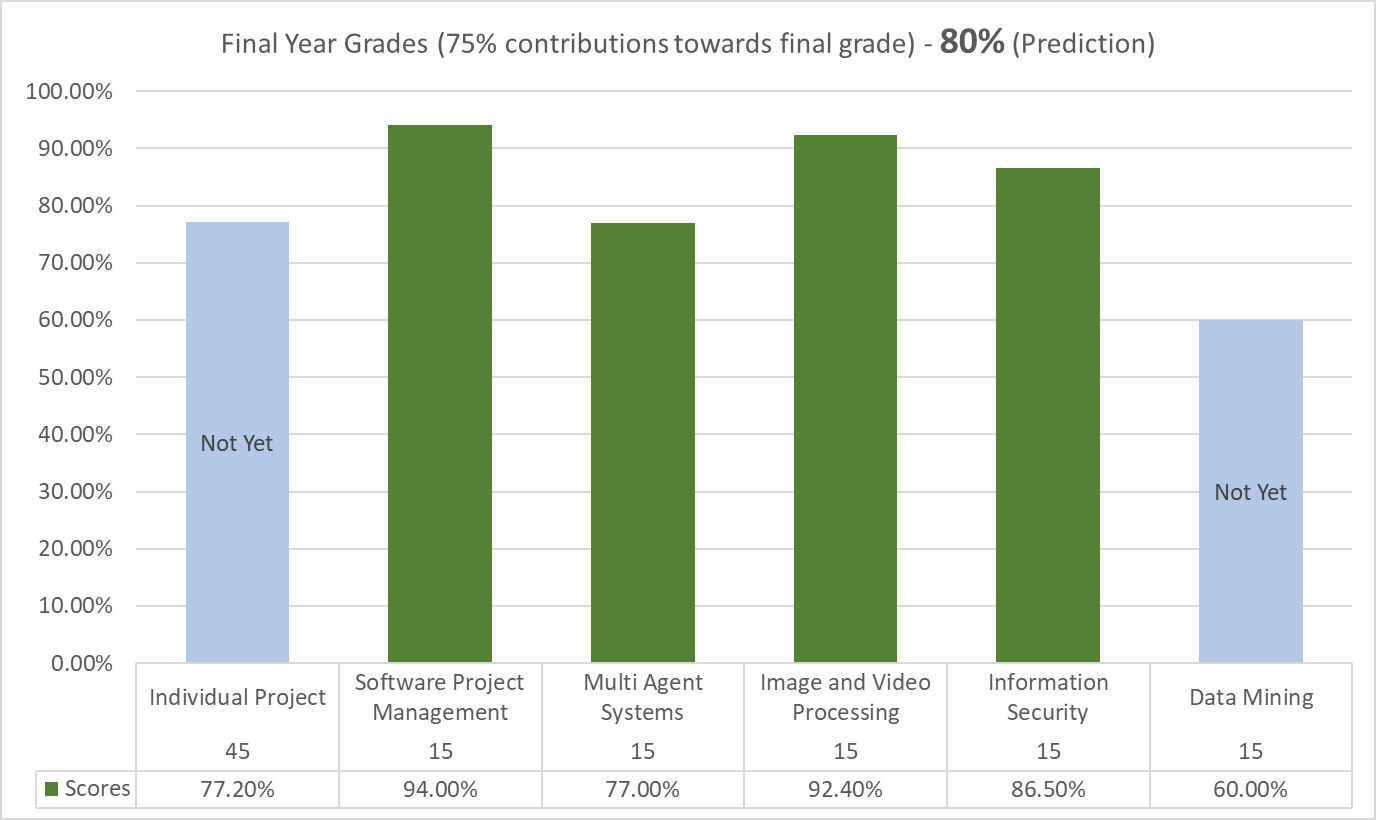 Final Year Grades (75% contributions towards final grade) - 80% (Prediction)
100.00%
90.00%
80.00%
70.00%
60.00%
50.00%
40.00%
30.00%
20.00%
10.00%
0.00%
Not Yet
Not Yet
Individual Project
Software Project
Management
Multi Agent
Systems
Image and Video
Processing
Information
Security
Data Mining
45 15 15 15 15 15
Scores 77.20% 94.00% 77.00% 92.40% 86.50% 60.00%